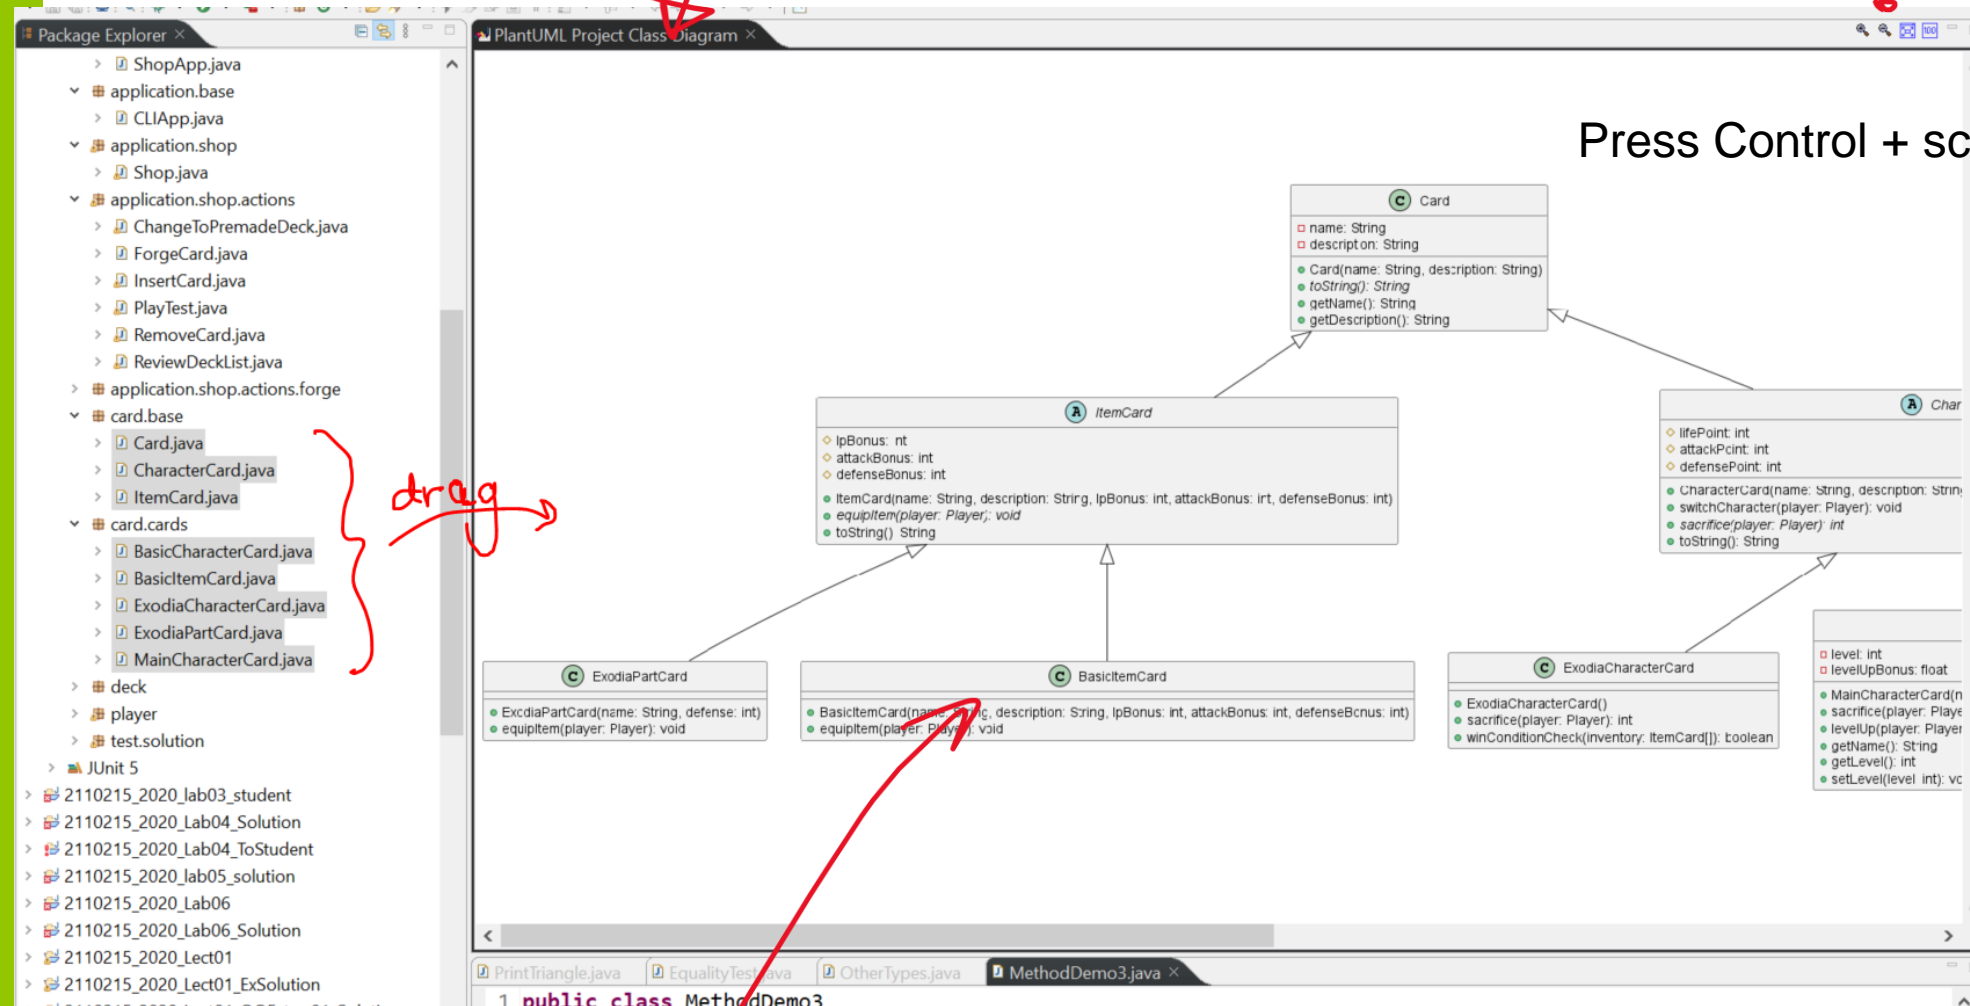 Package Explorer
ShopApp.java
application.base
CLIApp.java
application.shop
Shop.java
application.shop.actions
ChangeToPremadeDeck.java
ForgeCard.java
InsertCard.java
PlayTest.java
RemoveCard.java
ReviewDeckList.java
application.shop.actions.forge
card.base
Card.java
CharacterCard.java
ItemCard.java
card.cards
BasicCharacterCard.java
BasicItemCard.java
ExodiaCharacterCard.java
ExodiaPartCard.java
MainCharacterCard.java
deck
player
test.solution
JUnit 5
2110215_2020_lab03_student
2110215_2020_Lab04_Solution
2110215_2020_Lab04_ToStudent
2110215_2020_lab05_solution
2110215_2020_Lab06
2110215_2020_Lab06_Solution
2110215_2020_Lect01
2110215_2020_Lect01_ExSolution
drag
PlantUML Project Class Diagram
100
Press Control + sc
C Card
name: String
description: String
Card(name: String, description: String)
toString(): String
getName(): String
getDescription(): String
A ItemCard
lpBonus: int
attackBonus: int
defenseBonus: int
ItemCard(name: String, description: String, lpBonus: int, attackBonus: int, defenseBonus: int)
equipItem(player: Player): void
toString() String
A Char
lifePoint: int
attackPoint: int
defensePoint: int
CharacterCard(name: String, description: String
switchCharacter(player: Player): void
sacrifice(player: Player): int
toString(): String
C ExodiaPartCard
ExodiaPartCard(name: String, defense: int)
equipItem(player: Player): void
C BasicItemCard
BasicItemCard(name: String, description: String, lpBonus: int, attackBonus: int, defenseBonus: int)
equipItem(player: Player): void
C ExodiaCharacterCard
ExodiaCharacterCard()
sacrifice(player: Player): int
winConditionCheck(inventory: ItemCard[]): boolean
level: int
levelUpBonus: float
MainCharacterCard(n
sacrifice(player: Playe
levelUp(player: Player
getName(): String
getLevel(): int
setLevel(level int): vo
PrintTriangle.java
EqualityTest.java
OtherTypes.java
MethodDemo3.java
1 public class MethodDemo3